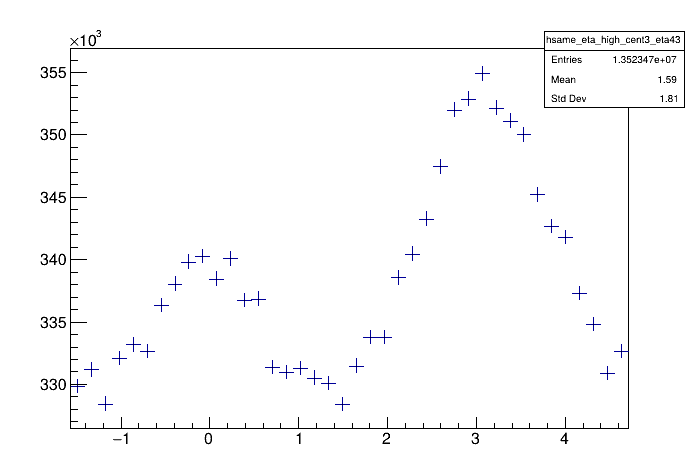 ×10³
hsame_eta_high_cent3_eta43
Entries 1.352347e+07
Mean 1.59
Std Dev 1.81
355
350
345
340
335
330
−1 0 1 2 3 4